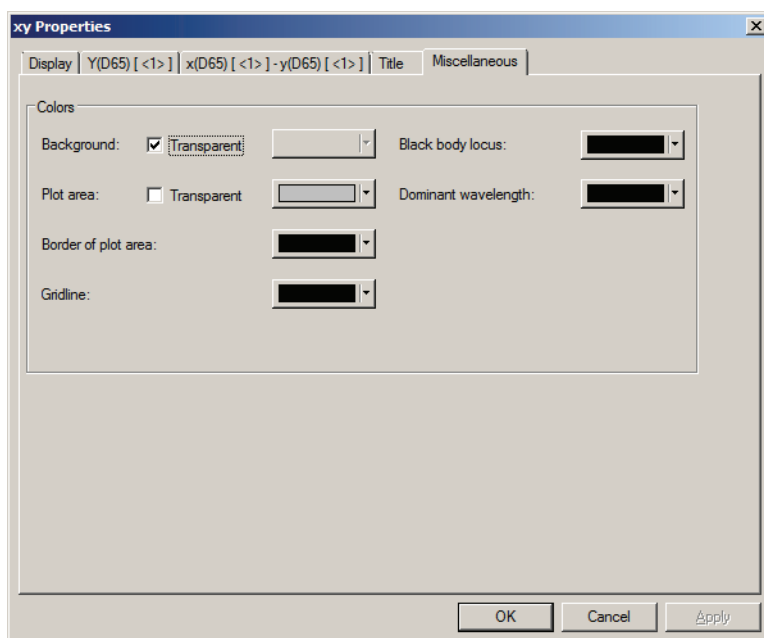 xy Properties
Display Y(D65) [ <1> ] x(D65) [ <1> ] - y(D65) [ <1> ] Title Miscellaneous
Colors
Background: Transparent Black body locus:
Plot area: Transparent Dominant wavelength:
Border of plot area:
Gridline:
OK Cancel Apply